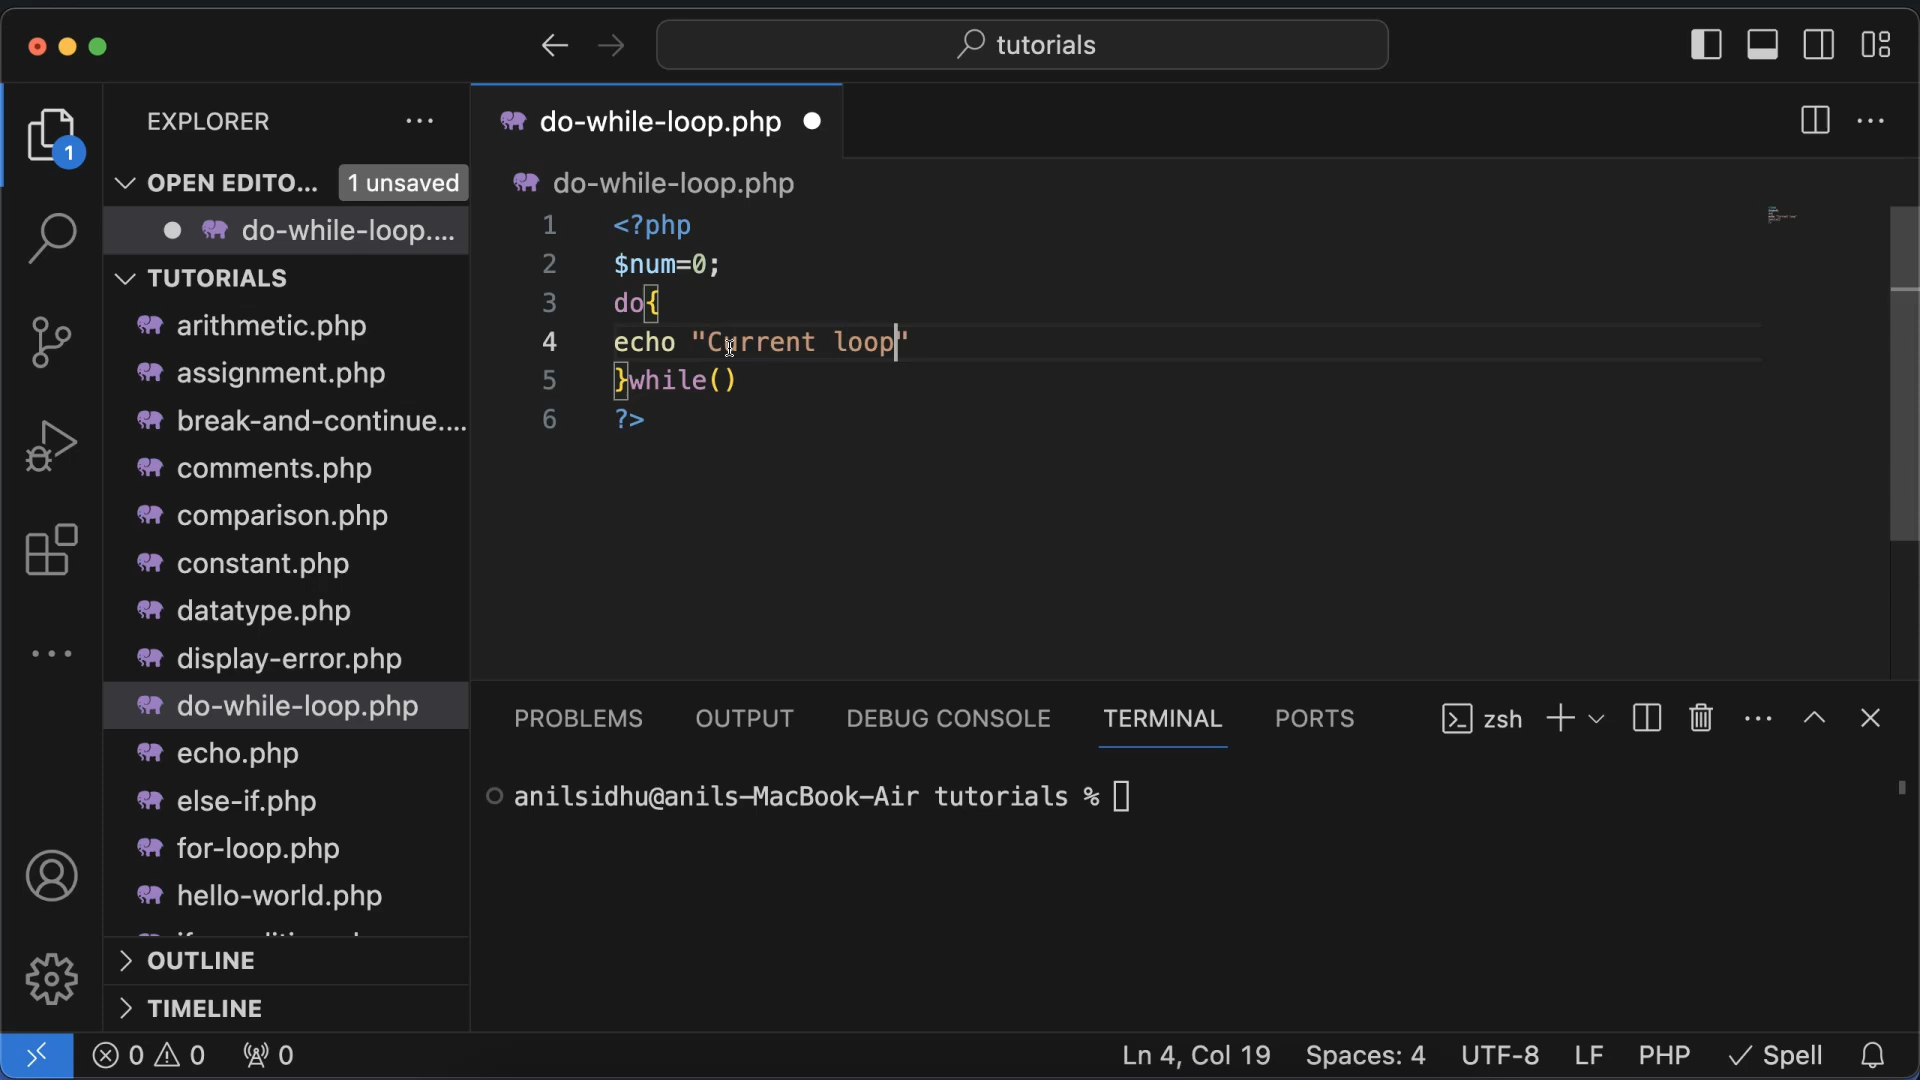 tutorials
EXPLORER
OPEN EDITO... 1 unsaved
do-while-loop....
TUTORIALS
arithmetic.php
assignment.php
break-and-continue....
comments.php
comparison.php
constant.php
datatype.php
display-error.php
do-while-loop.php
echo.php
else-if.php
for-loop.php
hello-world.php
OUTLINE
TIMELINE
do-while-loop.php
do-while-loop.php
1 <?php
2 $num=0;
3 do{
4 echo "Current loop"
5 }while()
6 ?>
PROBLEMS OUTPUT DEBUG CONSOLE TERMINAL PORTS zsh
anilsidhu@anils-MacBook-Air tutorials %
1
0 0 0 Ln 4, Col 19 Spaces: 4 UTF-8 LF PHP Spell